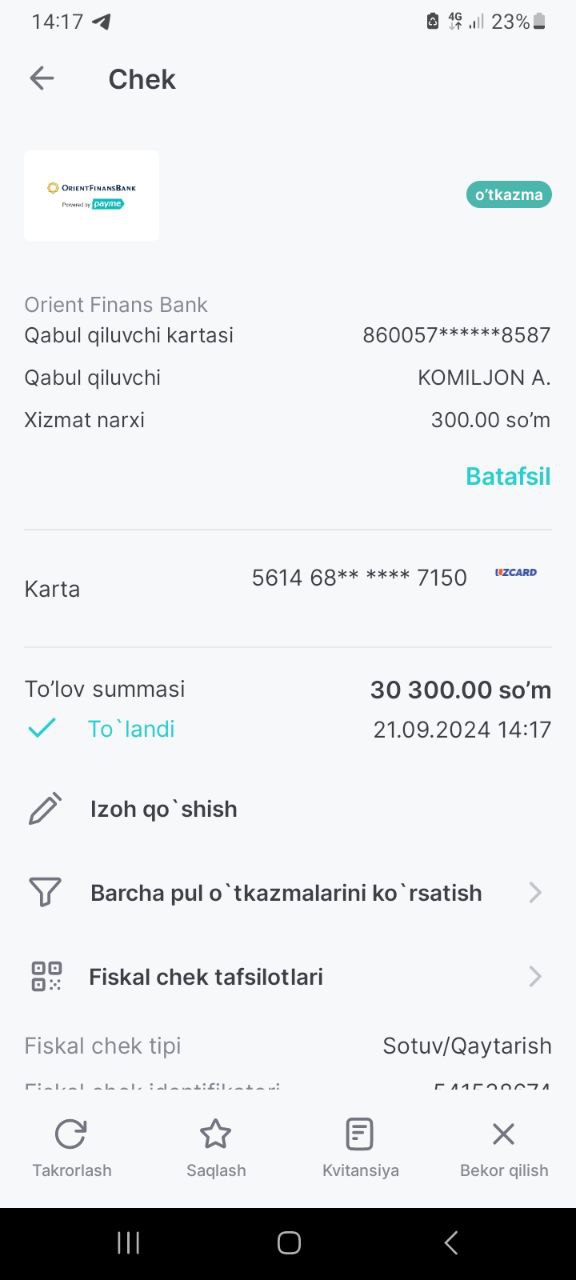 14:17 4G 23%
Chek
ORIENTFINANSBANK
Powered by payme
o'tkazma
Orient Finans Bank
Qabul qiluvchi kartasi 860057******8587
Qabul qiluvchi KOMILJON A.
Xizmat narxi 300.00 so'm
Batafsil
Karta 5614 68** **** 7150 UZCARD
To'lov summasi 30 300.00 so'm
To`landi 21.09.2024 14:17
Izoh qo`shish
Barcha pul o`tkazmalarini ko`rsatish
Fiskal chek tafsilotlari
Fiskal chek tipi Sotuv/Qaytarish
Fiskal chek identifikatori
Takrorlash Saqlash Kvitansiya Bekor qilish